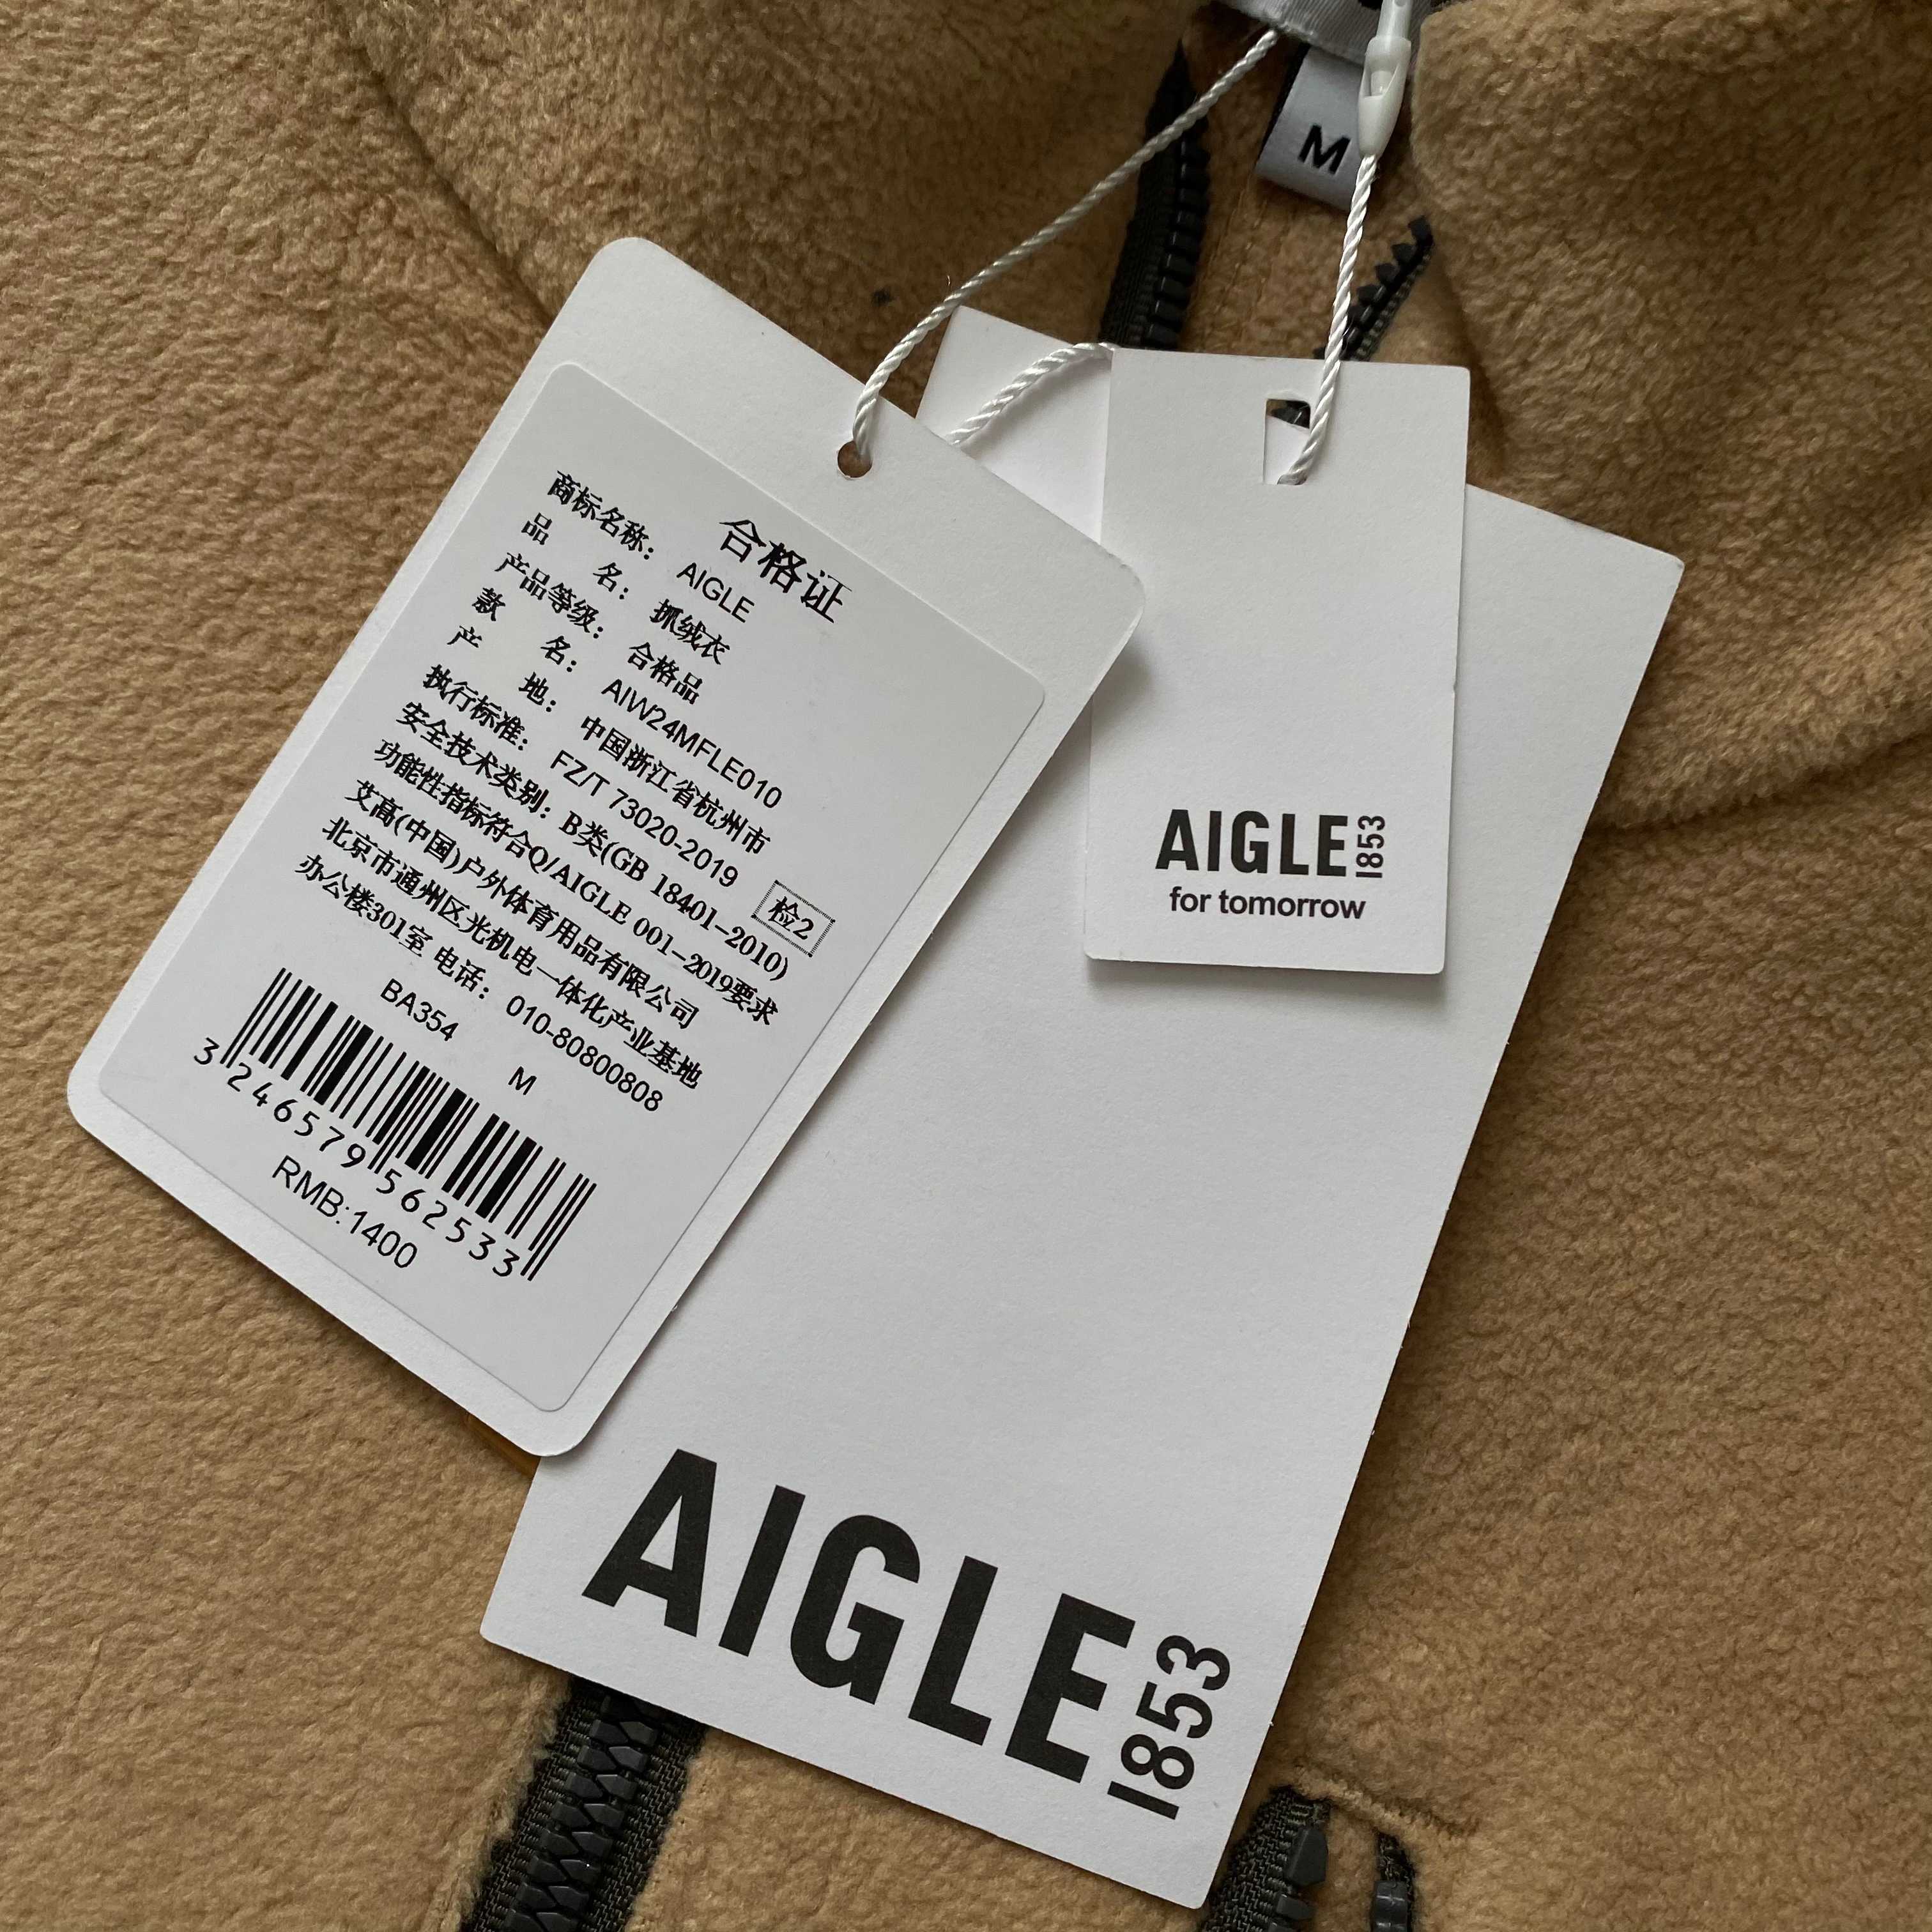 M
合格证
商标名称: AIGLE
品 名: 抓绒衣
产品等级: 合格品
款 名: AIW24MFLE010
产 地: 中国浙江省杭州市
执行标准: FZ/T 73020-2019
安全技术类别: B类(GB 18401-2010)
检2
功能性指标符合Q/AIGLE 001-2019要求
艾高(中国)户外体育用品有限公司
北京市通州区光机电一体化产业基地
办公楼301室 电话: 010-80800808
BA354 M
3 246579 562533
RMB:1400
AIGLE 1853
for tomorrow
AIGLE 1853